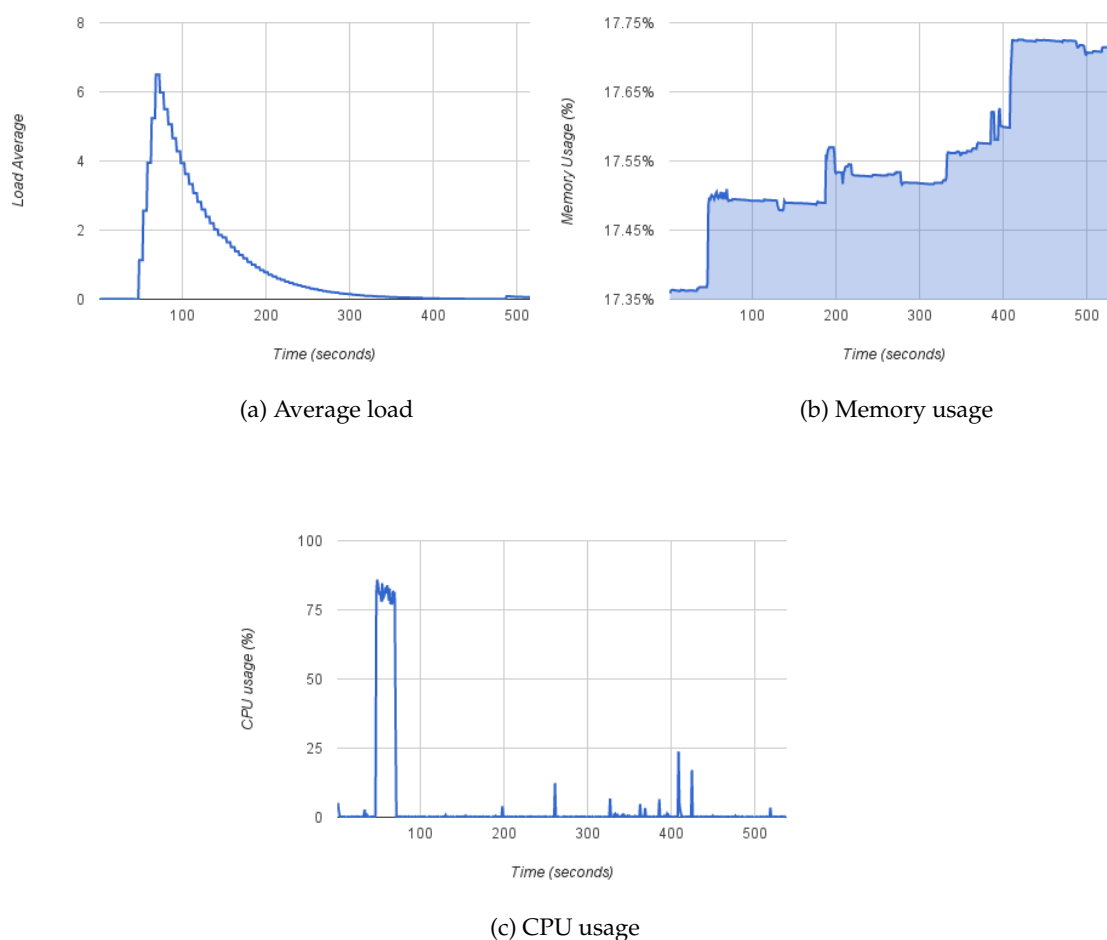 Load Average
8
6
4
2
0
100 200 300 400 500
Time (seconds)
(a) Average load
Memory Usage (%)
17.75%
17.65%
17.55%
17.45%
17.35%
100 200 300 400 500
Time (seconds)
(b) Memory usage
CPU usage (%)
100
75
50
25
0
100 200 300 400 500
Time (seconds)
(c) CPU usage